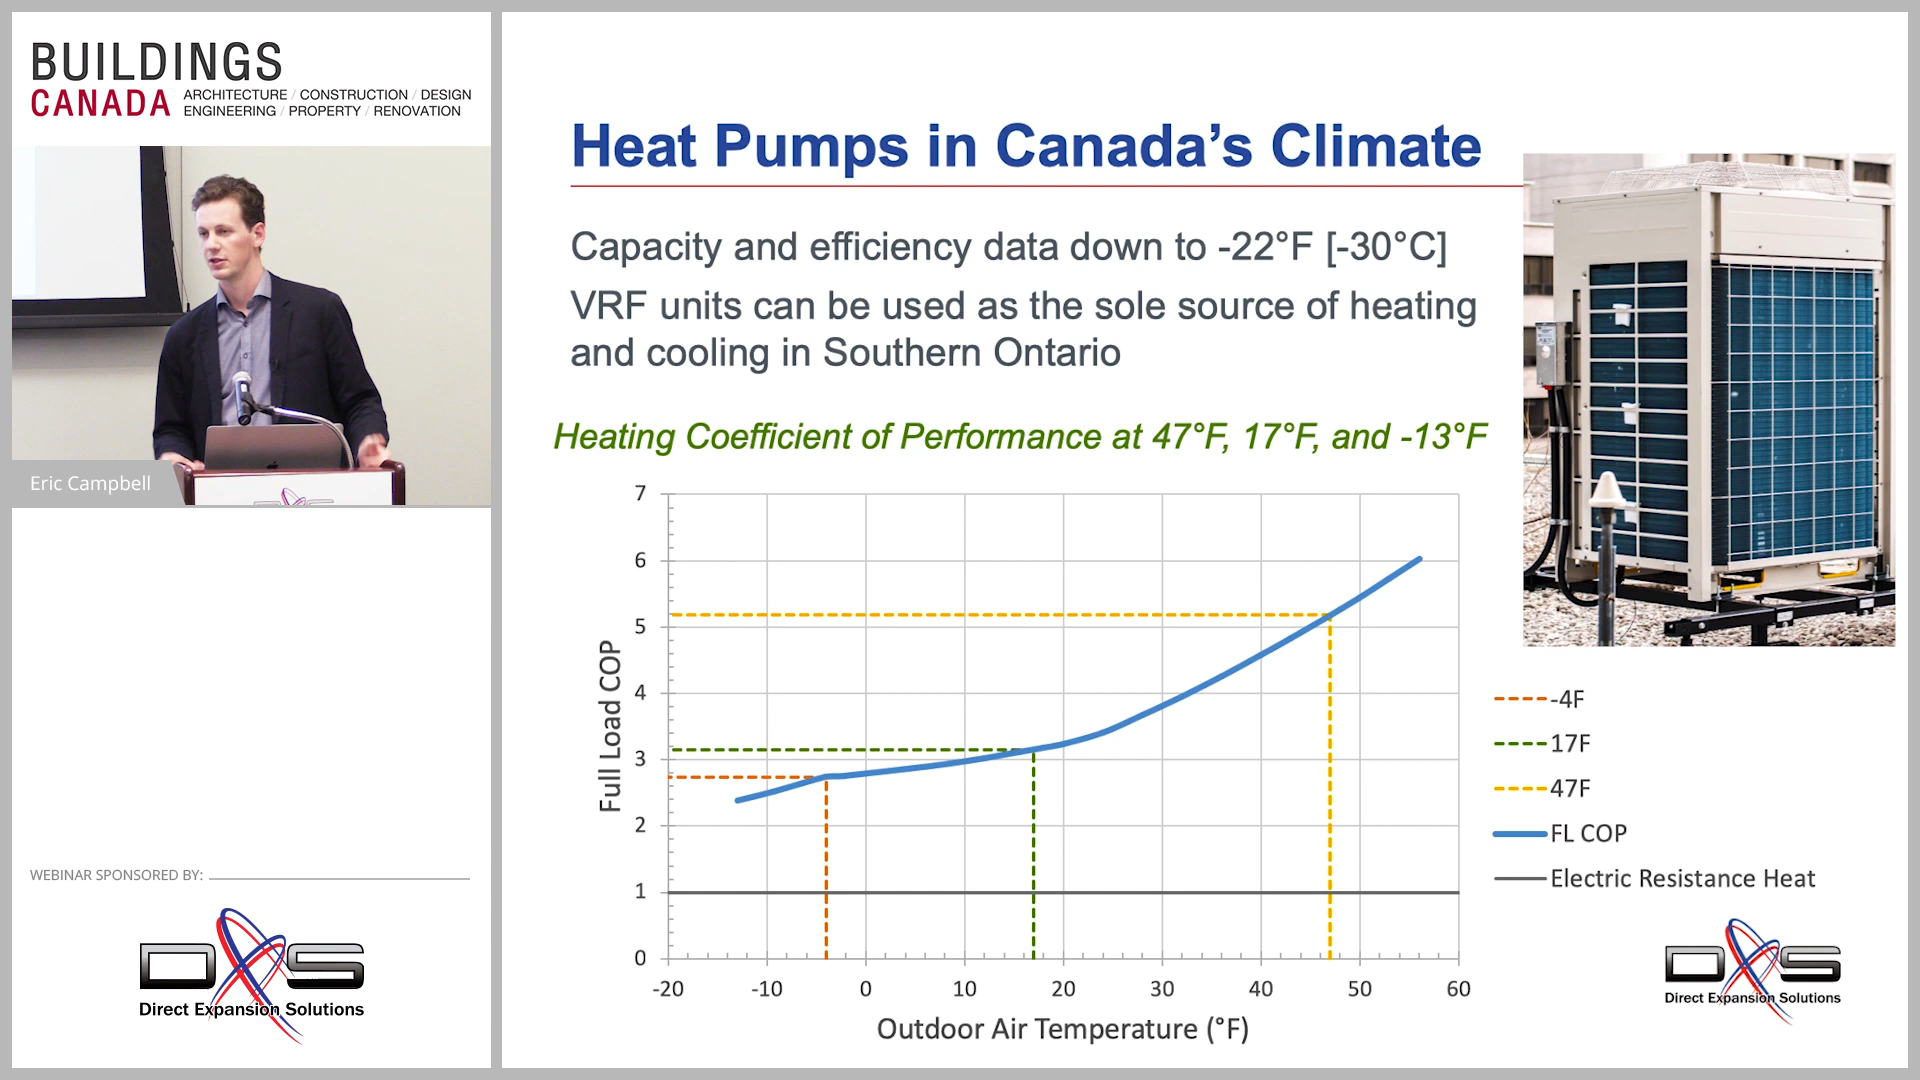 BUILDINGS
CANADA
ARCHITECTURE / CONSTRUCTION / DESIGN
ENGINEERING / PROPERTY / RENOVATION
Eric Campbell
WEBINAR SPONSORED BY:
DXS
Direct Expansion Solutions
Heat Pumps in Canada’s Climate
Capacity and efficiency data down to -22°F [-30°C]
VRF units can be used as the sole source of heating
and cooling in Southern Ontario
Heating Coefficient of Performance at 47°F, 17°F, and -13°F
Full Load COP
7
6
5
4
3
2
1
0
-20 -10 0 10 20 30 40 50 60
Outdoor Air Temperature (°F)
-4F
17F
47F
FL COP
Electric Resistance Heat
DXS
Direct Expansion Solutions